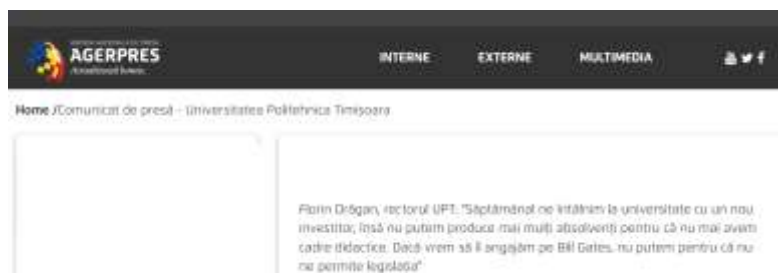 AGERPRES
INTERNE EXTERNE MULTIMEDIA
Home /Comunicat de presă - Universitatea Politehnica Timișoara
Florin Drăgan, rectorul UPT: "Săptămânal ne întâlnim la universitate cu un nou
investitor, însă nu putem produce mai mulți absolvenți pentru că nu mai avem
cadre didactice. Dacă vrem să îl angajăm pe Bill Gates, nu putem pentru că nu
ne permite legislația"